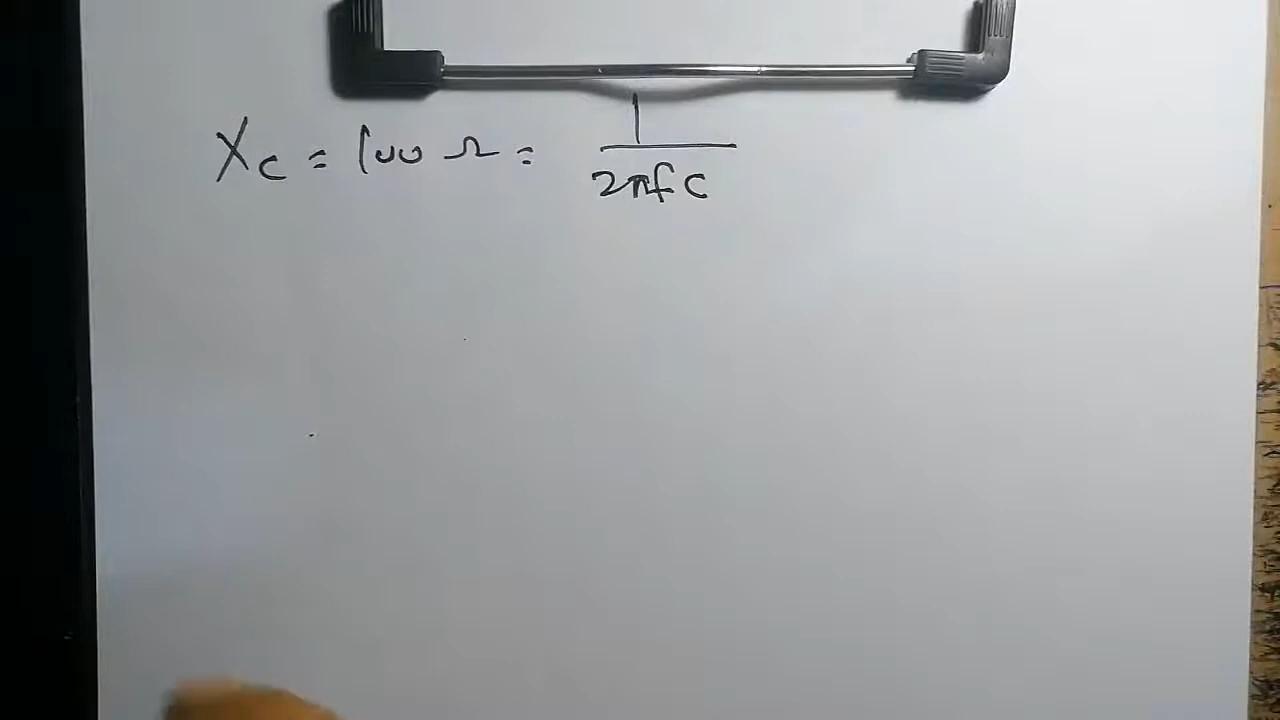 Xc = 100 Ω = 1/2πfc